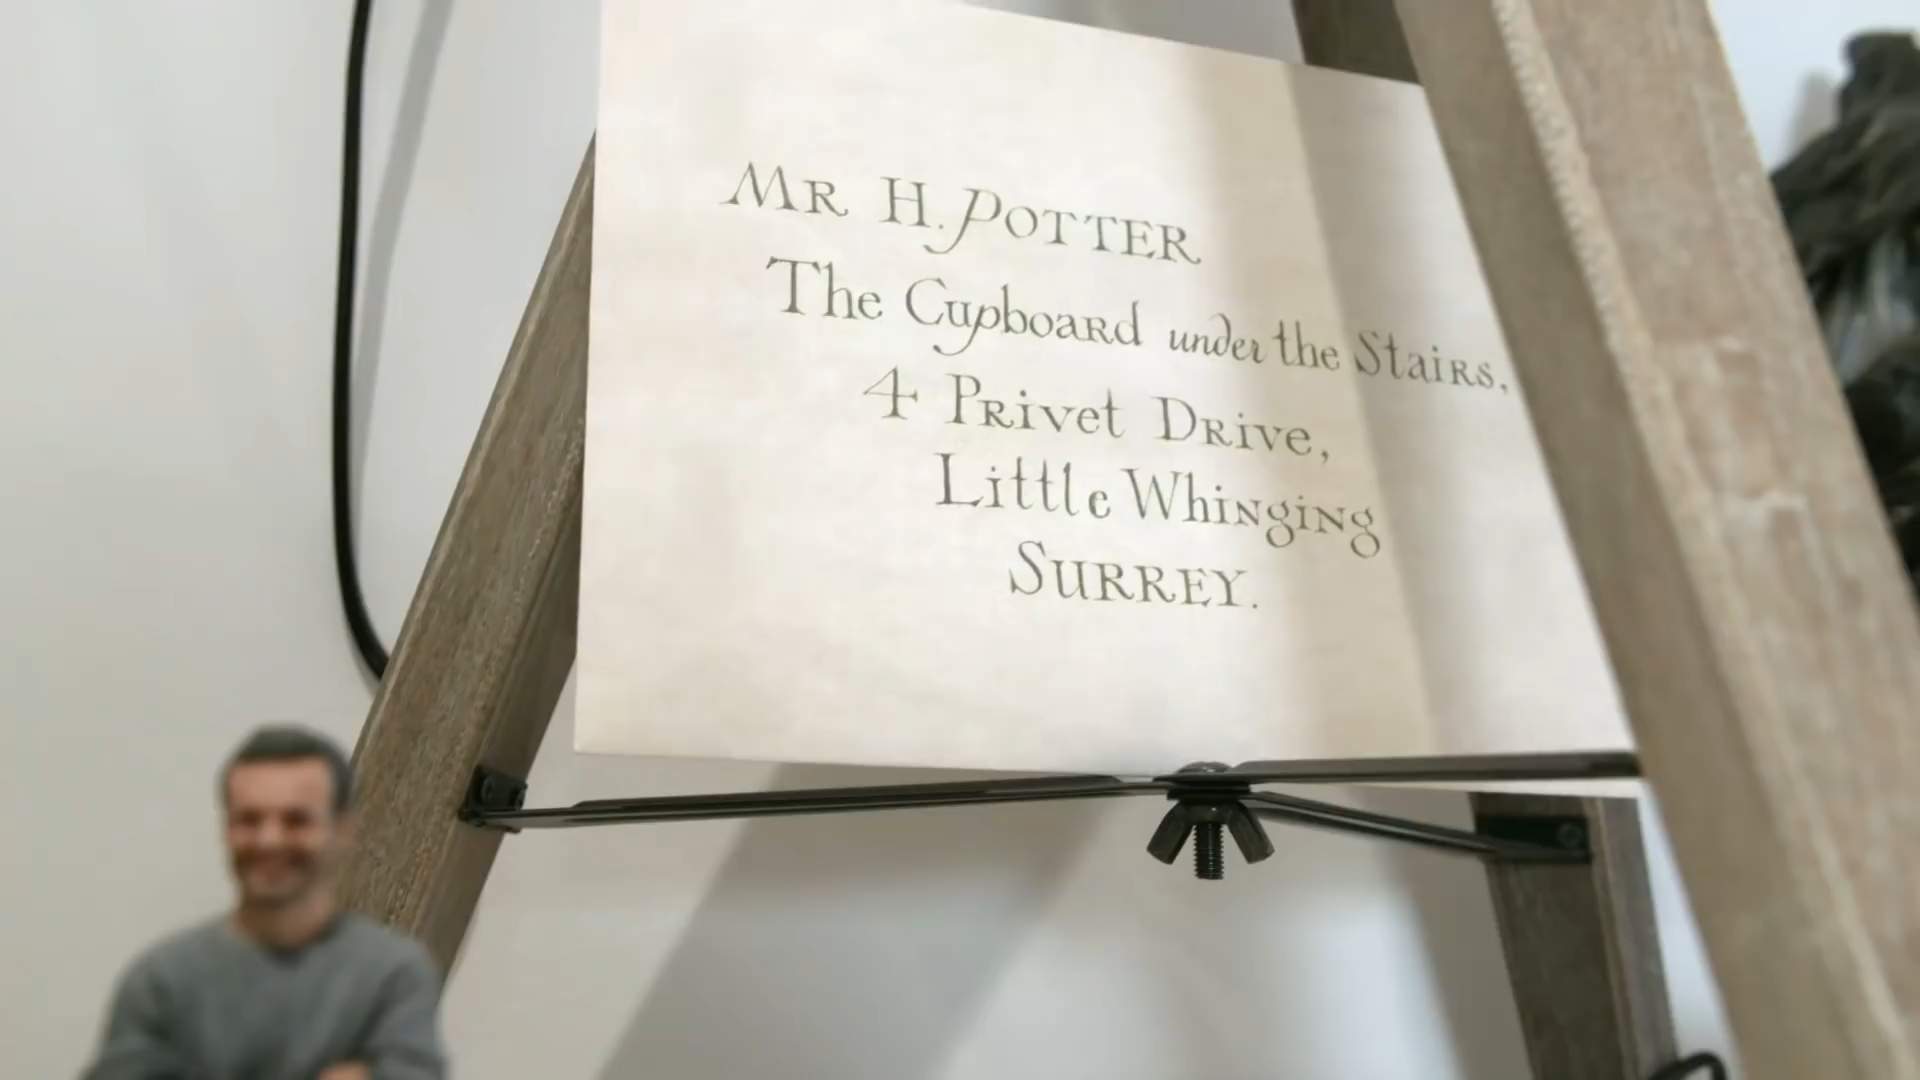 Mr H. Potter
The Cupboard under the Stairs,
4 Privet Drive,
Little Whinging
Surrey.